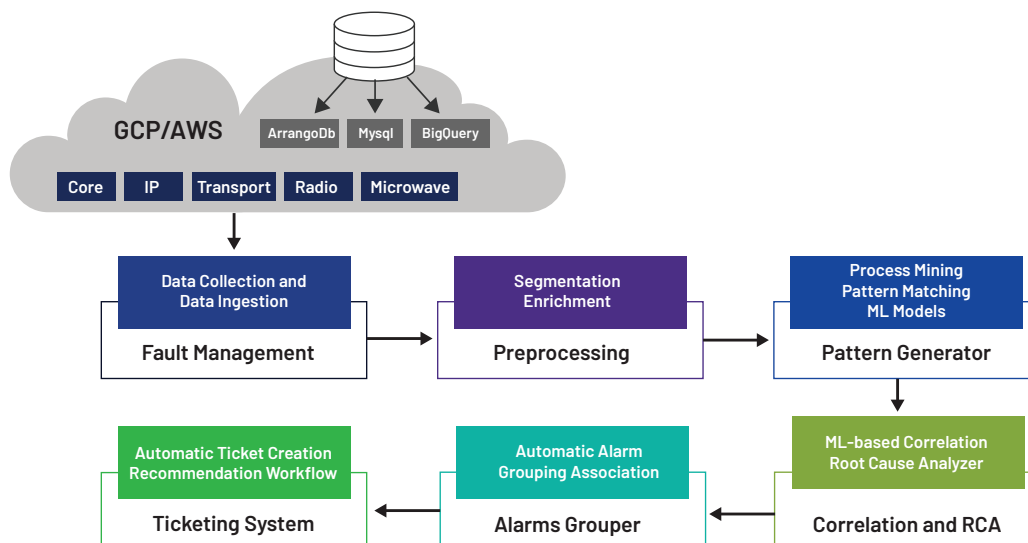 GCP/AWS
ArrangoDb
Mysql
BigQuery
Core
IP
Transport
Radio
Microwave
Data Collection and
Data Ingestion
Fault Management
Segmentation
Enrichment
Preprocessing
Process Mining
Pattern Matching
ML Models
Pattern Generator
ML-based Correlation
Root Cause Analyzer
Correlation and RCA
Automatic Alarm
Grouping Association
Alarms Grouper
Automatic Ticket Creation
Recommendation Workflow
Ticketing System